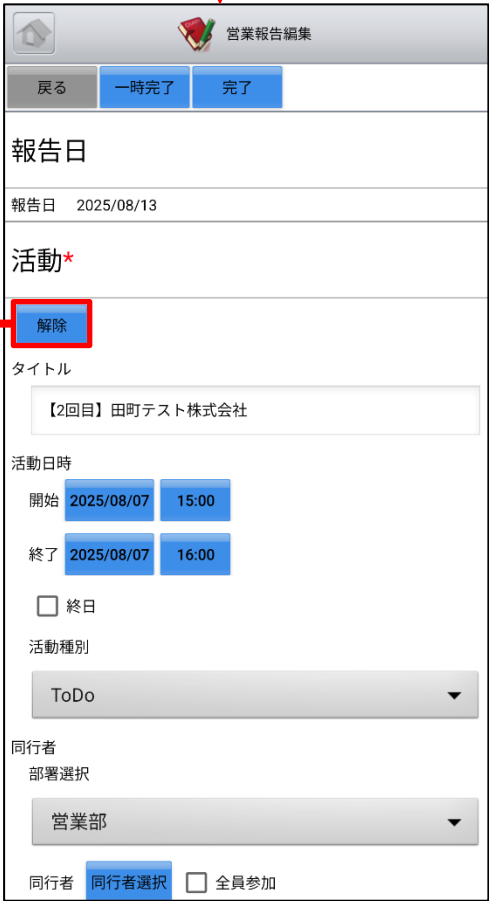 営業報告編集
戻る 一時完了 完了
報告日
報告日 2025/08/13
活動*
解除
タイトル
【2回目】田町テスト株式会社
活動日時
開始 2025/08/07 15:00
終了 2025/08/07 16:00
終日
活動種別
ToDo
同行者
部署選択
営業部
同行者 同行者選択 全員参加